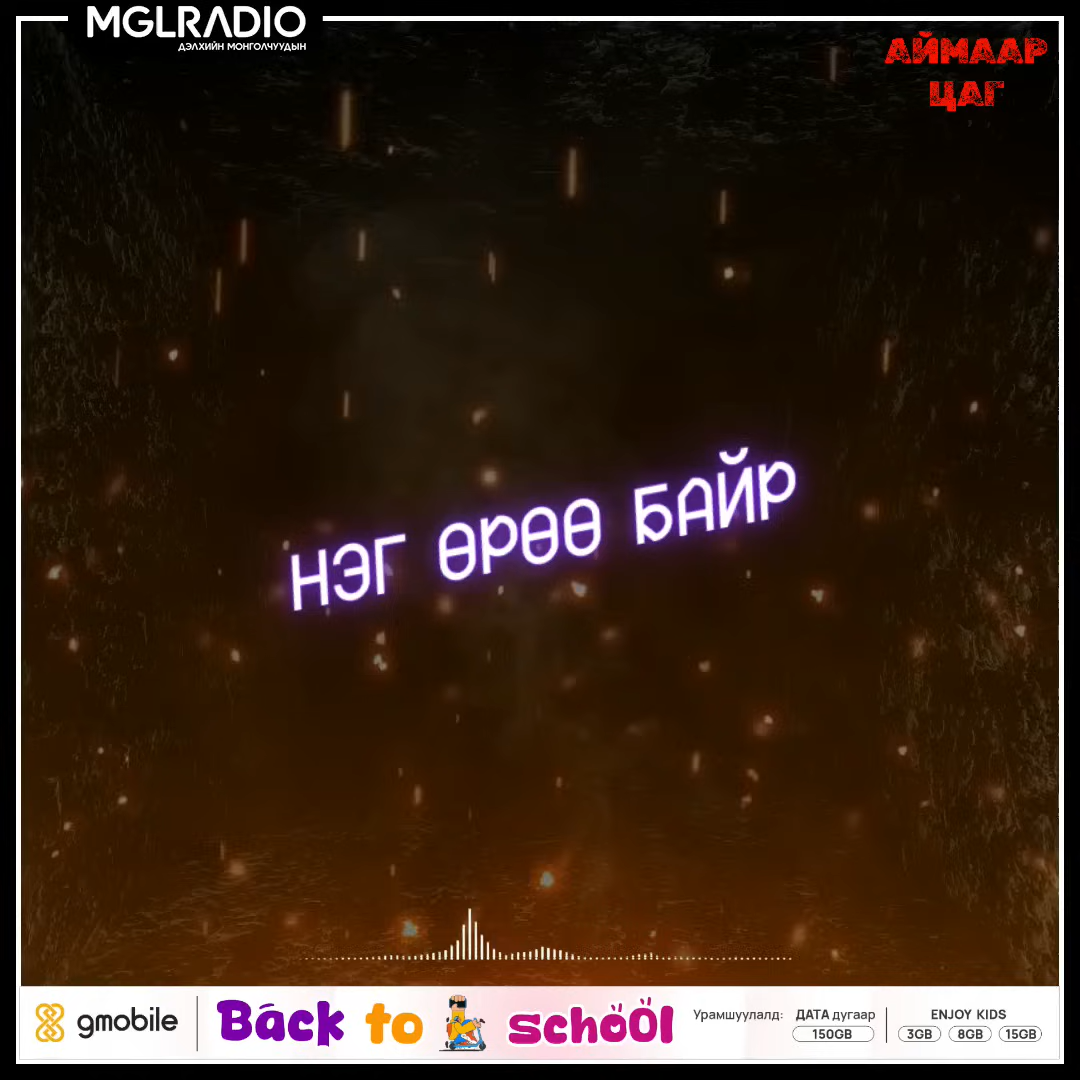 MGLRADIO
ДЭЛХИЙН МОНГОЛЧУУДЫН
АЙМААР
ЦАГ
НЭГ ӨРӨӨ БАЙР
gmobile
Back to school
Урамшуулалд:
ДАТА дугаар
150GB
ENJOY KIDS
3GB 8GB 15GB